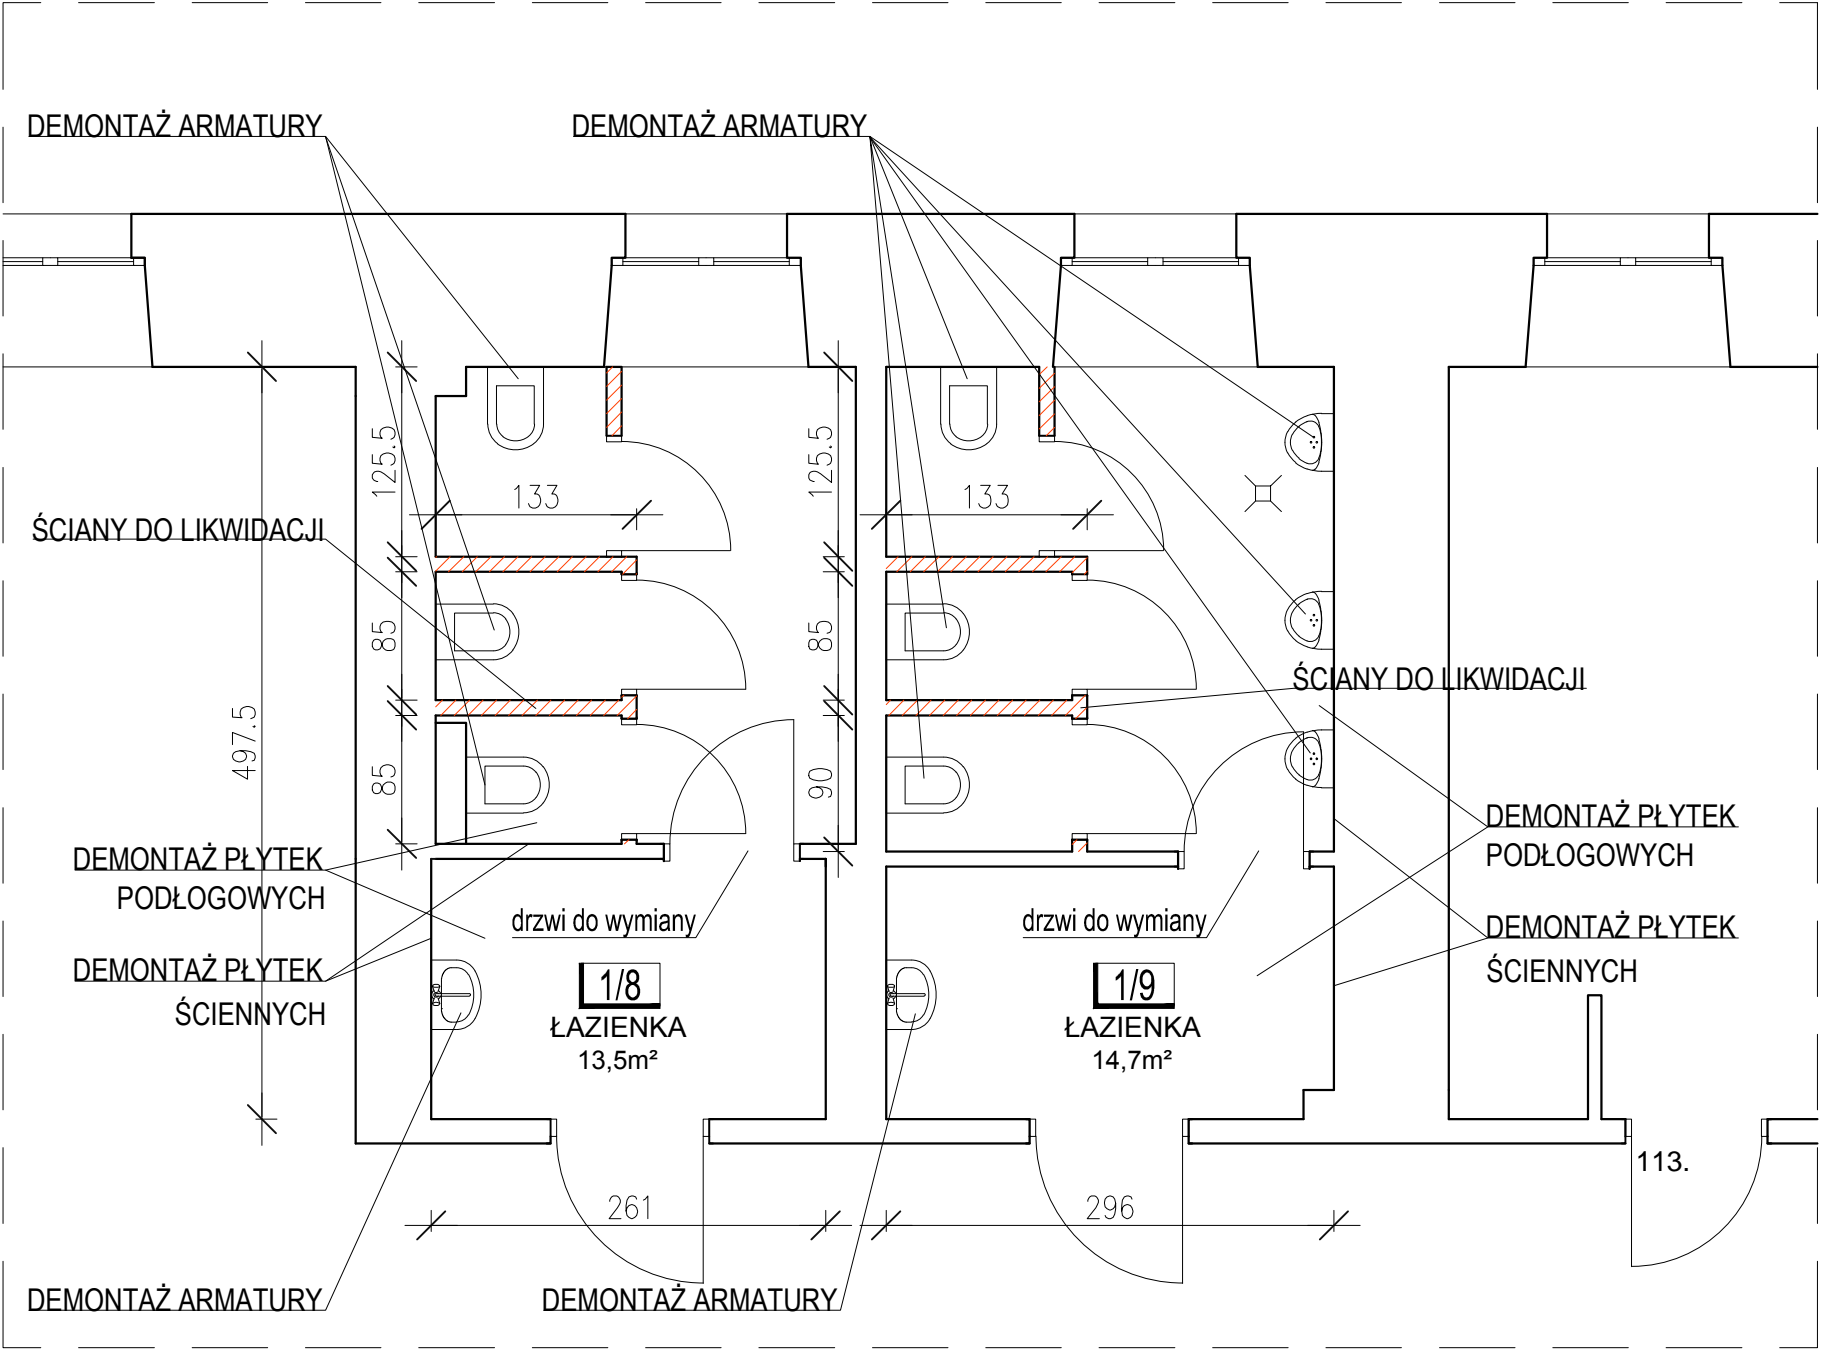 DEMONTAŻ ARMATURY
DEMONTAŻ ARMATURY
125.5
125.5
133
133
ŚCIANY DO LIKWIDACJI
85
85
ŚCIANY DO LIKWIDACJI
497.5
85
90
DEMONTAŻ PŁYTEK
PODŁOGOWYCH
DEMONTAŻ PŁYTEK
PODŁOGOWYCH
drzwi do wymiany
drzwi do wymiany
DEMONTAŻ PŁYTEK
ŚCIENNYCH
DEMONTAŻ PŁYTEK
ŚCIENNYCH
1/8
ŁAZIENKA
13,5m²
1/9
ŁAZIENKA
14,7m²
113.
261
296
DEMONTAŻ ARMATURY
DEMONTAŻ ARMATURY